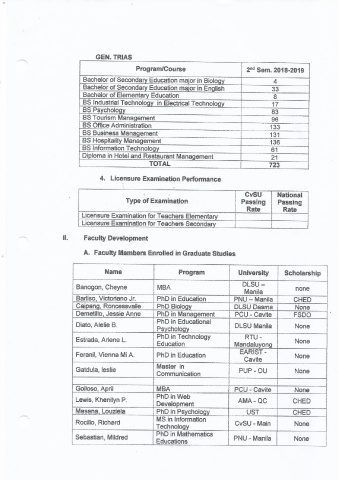 GEN. TRIAS
Program/Course 2nd Sem. 2018-2019
Bachelor of Secondary Education major in Biology 4
Bachelor of Secondary Education major in English 33
Bachelor of Elementary Education 8
BS Industrial Technology in Electrical Technology 17
BS Psychology 83
BS Tourism Management 96
BS Office Administration 133
BS Business Management 131
BS Hospitality Management 136
BS Information Technology 61
Diploma in Hotel and Restaurant Management 21
TOTAL 723
4. Licensure Examination Performance
Type of Examination CvSU Passing Rate National Passing Rate
Licensure Examination for Teachers Elementary
Licensure Examination for Teachers Secondary
II. Faculty Development
A. Faculty Members Enrolled in Graduate Studies
Name Program University Scholarship
Banogon, Cheyne MBA DLSU – Manila none
Bartiso, Victoriano Jr. PhD in Education PNU – Manila CHED
PhD Biology DLSU Dasma None
Demetillo, Jessie Anne PhD in Management PCU - Cavite FSDO
Diato, Alelie B. PhD in Educational Psychology DLSU Manila None
Estrada, Arlene L. PhD in Technology Education RTU - Mandaluyong None
Feranil, Vienna Mi A. PhD in Education EARIST - Cavite None
Gatdula, leslie Master in Communication PUP - OU None
Golloso, April MBA PCU - Cavite None
Lewis, Khenilyn P. PhD in Web Development AMA - QC CHED
Mesana, Louziela PhD in Psychology UST CHED
Rocillo, Richard MS in Information Technology CvSU - Main None
Sebastian, Mildred PhD in Mathematics Educations PNU - Manila None